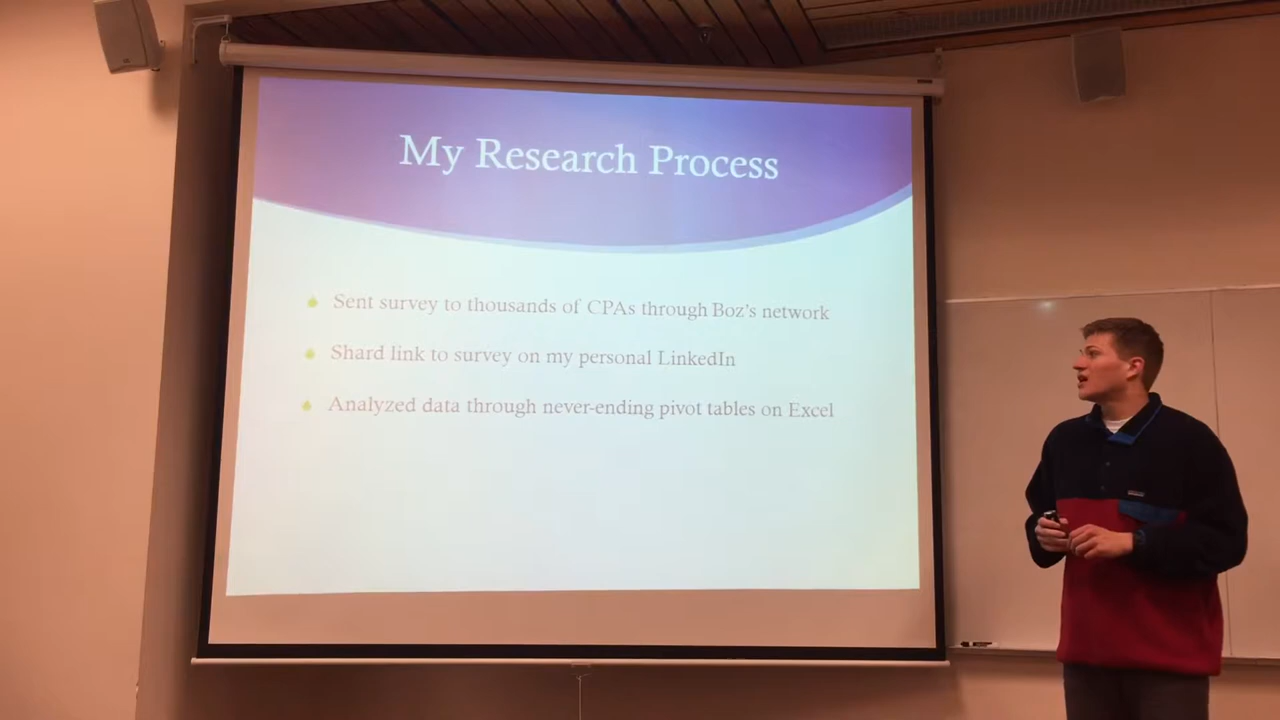 My Research Process
Sent survey to thousands of CPAs through Boz's network
Shard link to survey on my personal LinkedIn
Analyzed data through never-ending pivot tables on Excel